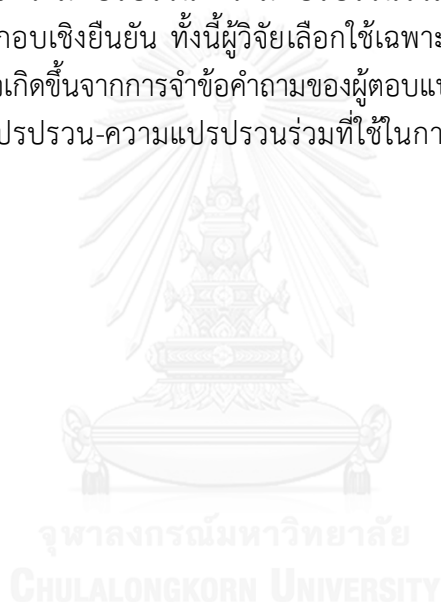 กอบเชิงยืนยัน ทั้งนี้ผู้วิจัยเลือกใช้เฉพาะ
เกิดขึ้นจากการจำข้อคำถามของผู้ตอบแ
ปรปรวน-ความแปรปรวนร่วมที่ใช้ในกา
จุฬาลงกรณ์มหาวิทยาลัย
CHULALONGKORN UNIVERSITY